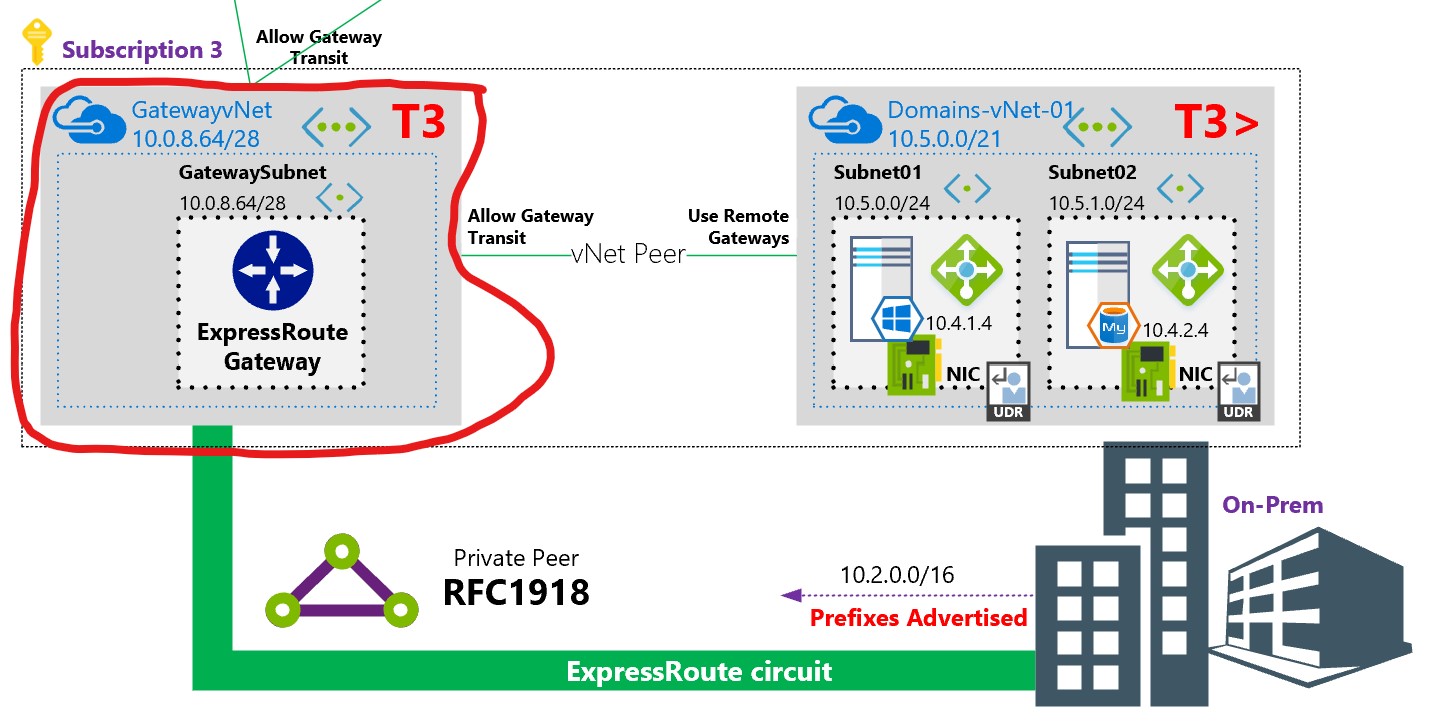 Subscription 3
Allow Gateway
Transit
GatewayvNet
10.0.8.64/28
T3
GatewaySubnet
10.0.8.64/28
ExpressRoute
Gateway
Allow Gateway
Transit
vNet Peer
Use Remote
Gateways
Domains-vNet-01
10.5.0.0/21
T3>
Subnet01
10.5.0.0/24
10.4.1.4
NIC
UDR
Subnet02
10.5.1.0/24
My
10.4.2.4
NIC
UDR
On-Prem
Private Peer
RFC1918
10.2.0.0/16
Prefixes Advertised
ExpressRoute circuit